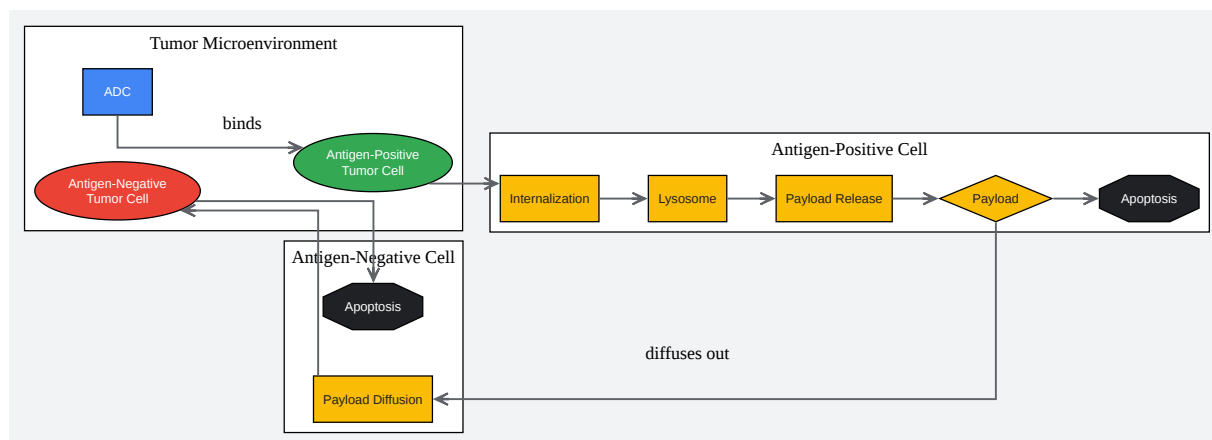 Tumor Microenvironment
ADC
binds
Antigen-Positive
Tumor Cell
Antigen-Negative
Tumor Cell
Antigen-Positive Cell
Internalization
Lysosome
Payload Release
Payload
Apoptosis
Antigen-Negative Cell
Apoptosis
diffuses out
Payload Diffusion